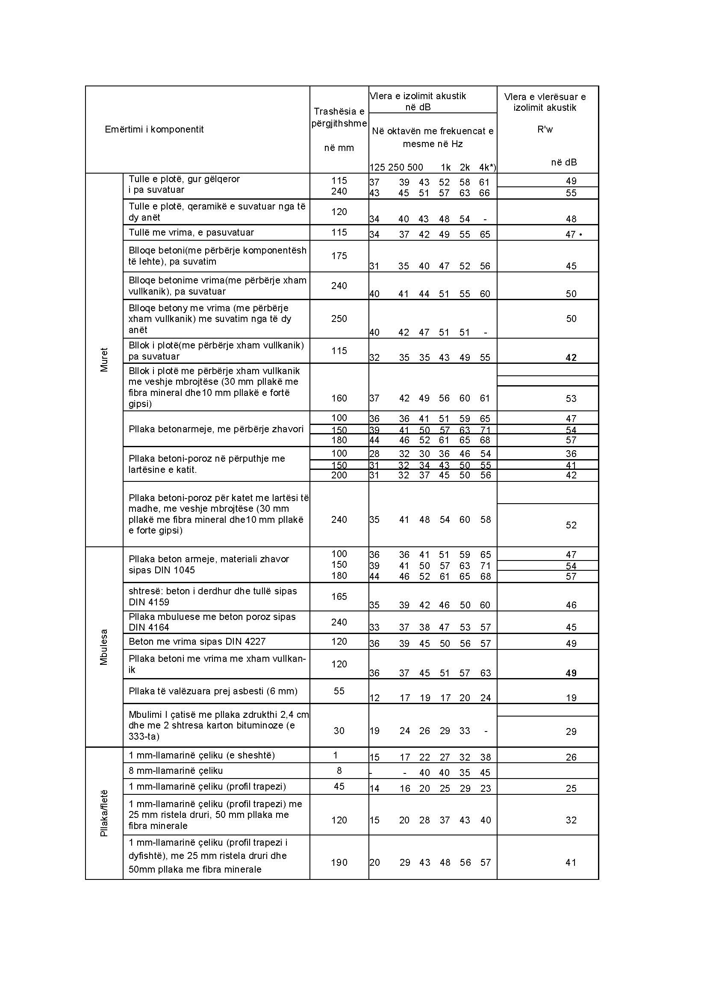 Emërtimi i komponentit
Trashësia e
përgjithshme
në mm
Vlera e izolimit akustik
në dB
Në oktavën me frekuencat e
mesme në Hz
125 250 500 1k 2k 4k*)
Vlera e vlerësuar e
izolimit akustik
R'w
në dB
Muret
Tulle e plotë, gur gëlqeror
i pa suvatuar
115 37 39 43 52 58 61 49
240 43 45 51 57 63 66 55
Tulle e plotë, qeramikë e suvatuar nga të
dy anët
120 34 40 43 48 54 - 48
Tullë me vrima, e pasuvatuar 115 34 37 42 49 55 65 47 •
Blloqe betoni(me përbërje komponentësh
të lehte), pa suvatim
175 31 35 40 47 52 56 45
Blloqe betonime vrima(me përbërje xham
vullkanik), pa suvatuar
240 40 41 44 51 55 60 50
Blloqe betony me vrima (me përbërje
xham vullkanik) me suvatim nga të dy
anët
250 40 42 47 51 51 - 50
Bllok i plotë(me përbërje xham vullkanik)
pa suvatuar
115 32 35 35 43 49 55 42
Bllok i plotë me përbërje xham vullkanik
me veshje mbrojtëse (30 mm pllakë me
fibra mineral dhe10 mm pllakë e fortë
gipsi)
160 37 42 49 56 60 61 53
Pllaka betonarmeje, me përbërje zhavori
100 36 36 41 51 59 65 47
150 39 41 50 57 63 71 54
180 44 46 52 61 65 68 57
Pllaka betoni-poroz në përputhje me
lartësine e katit.
100 28 32 30 36 46 54 36
150 31 32 34 43 50 55 41
200 31 32 37 45 50 56 42
Pllaka betoni-poroz për katet me lartësi të
madhe, me veshje mbrojtëse (30 mm
pllakë me fibra mineral dhe10 mm pllakë
e forte gipsi)
240 35 41 48 54 60 58 52
Mbulesa
Pllaka beton armeje, materiali zhavor
sipas DIN 1045
100 36 36 41 51 59 65 47
150 39 41 50 57 63 71 54
180 44 46 52 61 65 68 57
shtresë: beton i derdhur dhe tullë sipas
DIN 4159
165 35 39 42 46 50 60 46
Pllaka mbuluese me beton poroz sipas
DIN 4164
240 33 37 38 47 53 57 45
Beton me vrima sipas DIN 4227 120 36 39 45 50 56 57 49
Pllaka betoni me vrima me xham vullkan-
ik
120 36 37 45 51 57 63 49
Pllaka të valëzuara prej asbesti (6 mm) 55 12 17 19 17 20 24 19
Mbulimi I çatisë me pllaka zdrukthi 2,4 cm
dhe me 2 shtresa karton bituminoze (e
333-ta)
30 19 24 26 29 33 - 29
Pllaka/fletë
1 mm-llamarinë çeliku (e sheshtë) 1 15 17 22 27 32 38 26
8 mm-llamarinë çeliku 8 - - 40 40 35 45
1 mm-llamarinë çeliku (profil trapezi) 45 14 16 20 25 29 23 25
1 mm-llamarinë çeliku (profil trapezi) me
25 mm ristela druri, 50 mm pllaka me
fibra minerale
120 15 20 28 37 43 40 32
1 mm-llamarinë çeliku (profil trapezi i
dyfishtë), me 25 mm ristela druri dhe
50mm pllaka me fibra minerale
190 20 29 43 48 56 57 41